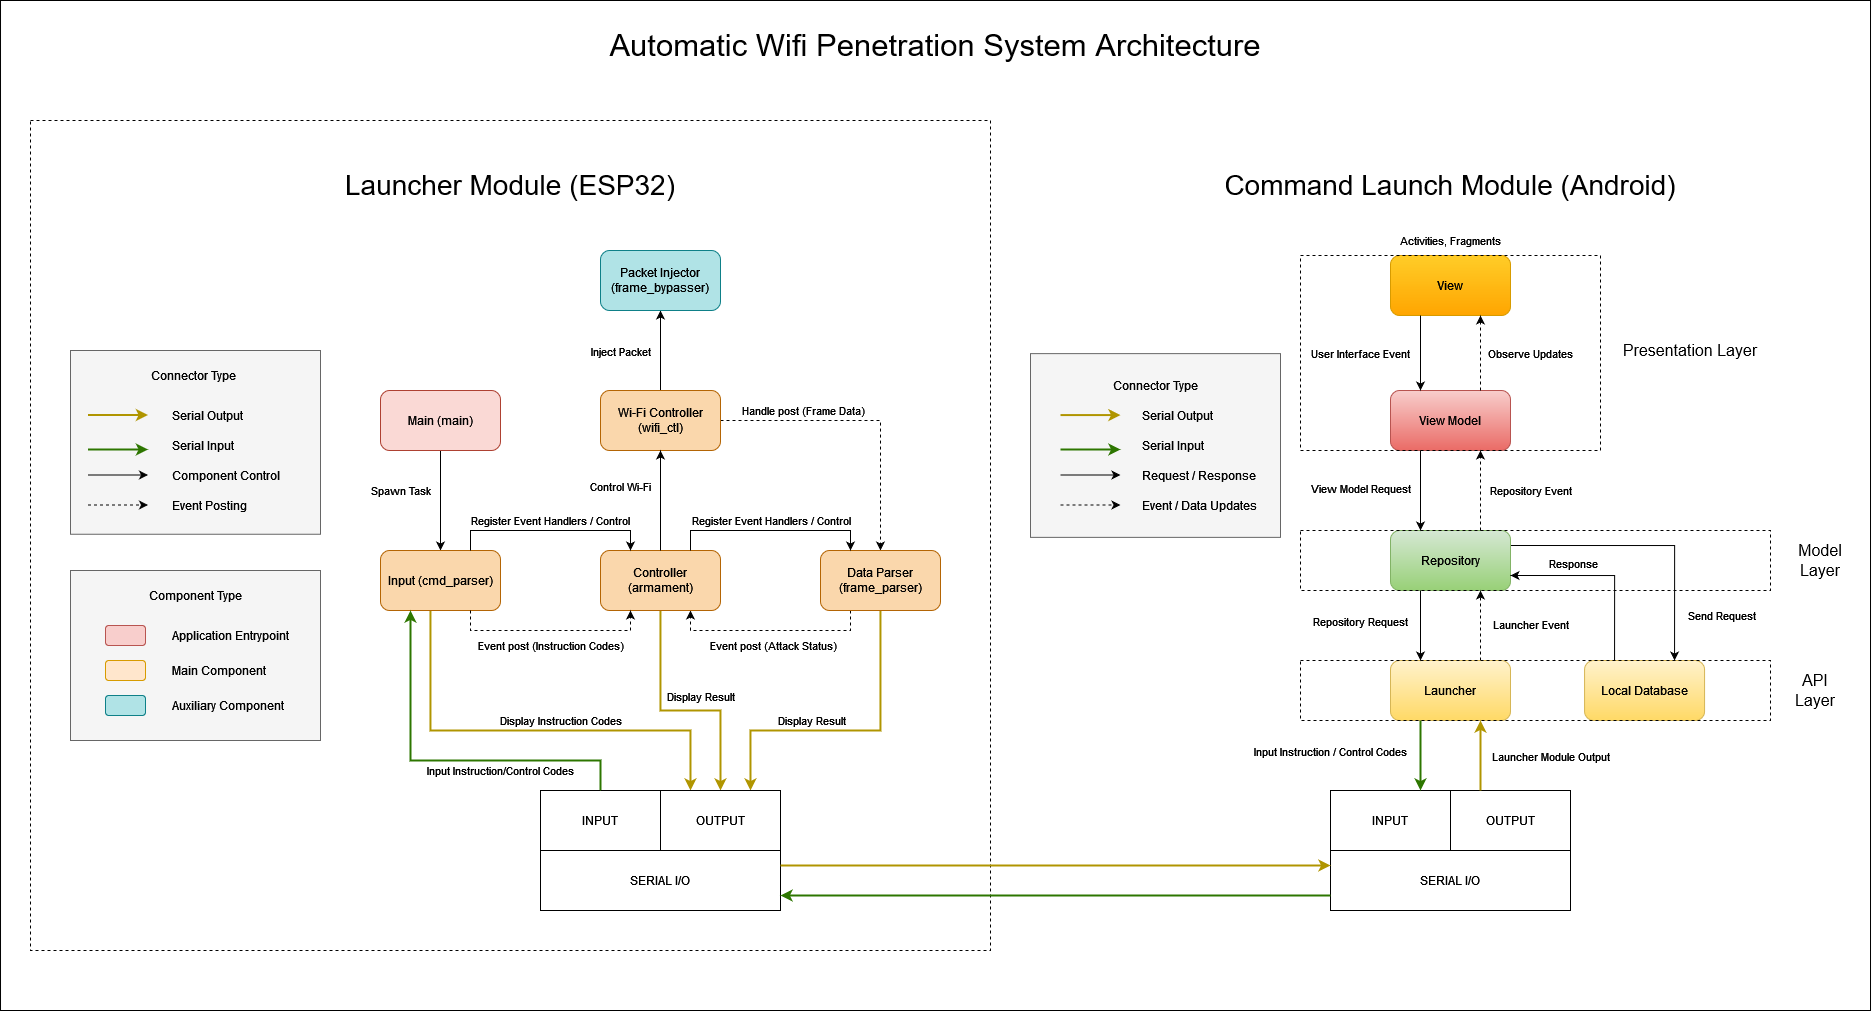 Automatic Wifi Penetration System Architecture
Launcher Module (ESP32)
Packet Injector
(frame_bypasser)
Inject Packet
Connector Type
Serial Output
Serial Input
Component Control
Event Posting
Main (main)
Wi-Fi Controller
(wifi_ctl)
Handle post (Frame Data)
Spawn Task
Control Wi-Fi
Register Event Handlers / Control
Register Event Handlers / Control
Input (cmd_parser)
Controller
(armament)
Data Parser
(frame_parser)
Event post (Instruction Codes)
Event post (Attack Status)
Component Type
Application Entrypoint
Main Component
Auxiliary Component
Display Result
Display Instruction Codes
Display Result
Input Instruction/Control Codes
INPUT
OUTPUT
SERIAL I/O
Command Launch Module (Android)
Activities, Fragments
View
User Interface Event
Observe Updates
Presentation Layer
View Model
Connector Type
Serial Output
Serial Input
Request / Response
Event / Data Updates
View Model Request
Repository Event
Repository
Response
Model
Layer
Repository Request
Launcher Event
Send Request
Launcher
Local Database
API
Layer
Input Instruction / Control Codes
Launcher Module Output
INPUT
OUTPUT
SERIAL I/O